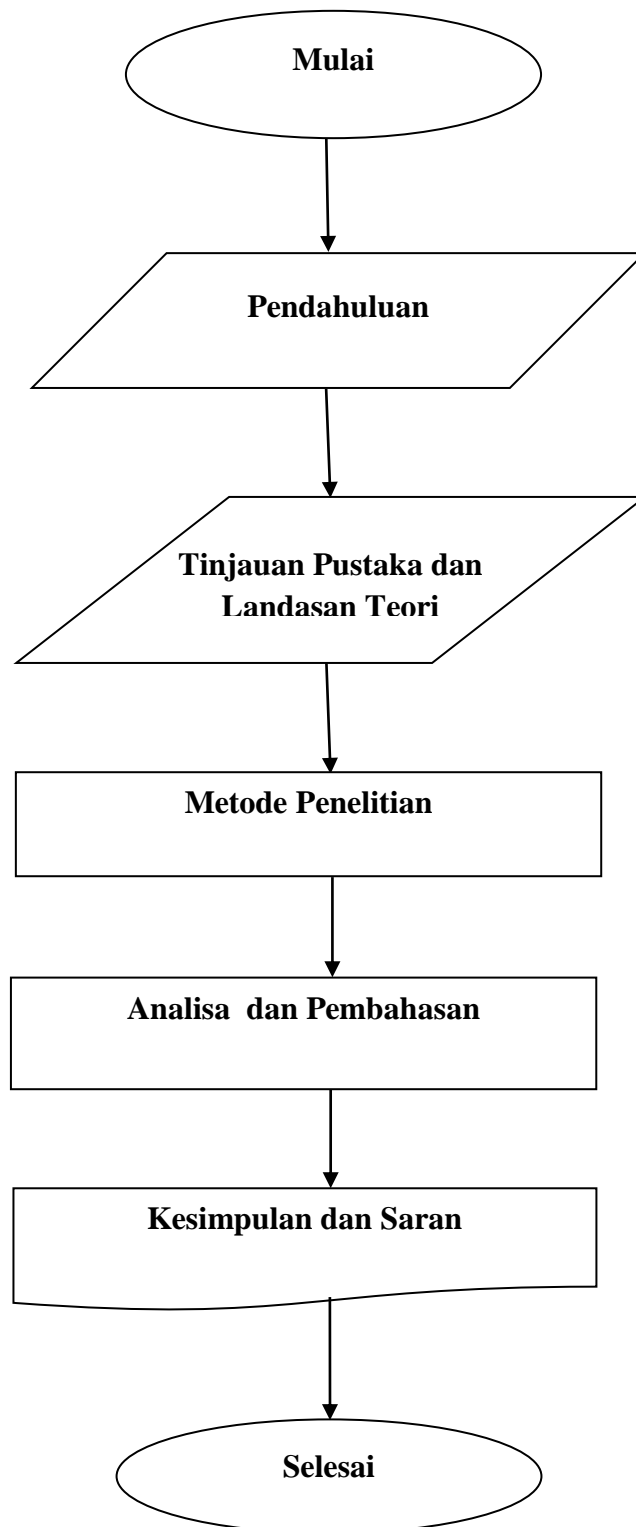 Mulai
Pendahuluan
Tinjauan Pustaka dan
Landasan Teori
Metode Penelitian
Analisa  dan Pembahasan
Kesimpulan dan Saran
Selesai